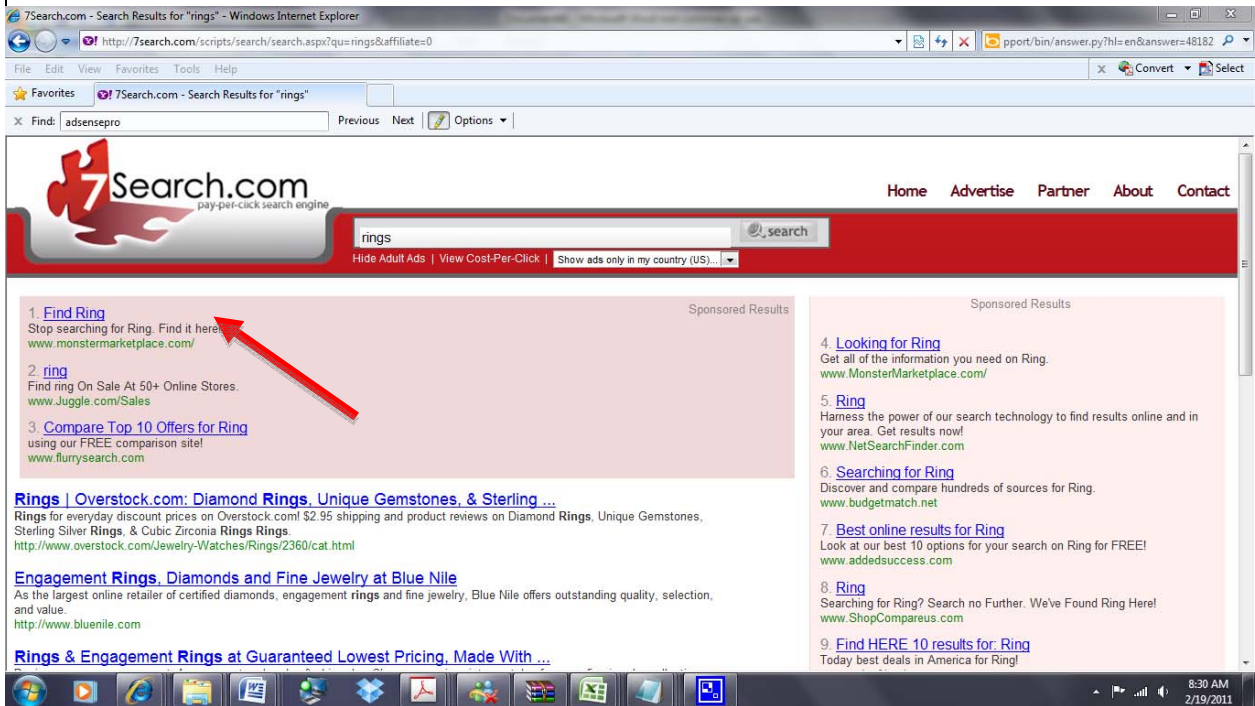 7Search.com - Search Results for "rings" - Windows Internet Explorer
http://7search.com/scripts/search/search.aspx?qu=rings&affiliate=0
pport/bin/answer.py?hl=en&answer=48182
File Edit View Favorites Tools Help
x Convert Select
Favorites 7Search.com - Search Results for "rings"
x Find: adsensepro Previous Next Options
7Search.com
pay-per-click search engine
Home Advertise Partner About Contact
rings search
Hide Adult Ads | View Cost-Per-Click | Show ads only in my country (US)...
Sponsored Results
1. Find Ring
Stop searching for Ring. Find it here!
www.monstermarketplace.com/
2. ring
Find ring On Sale At 50+ Online Stores.
www.Juggle.com/Sales
3. Compare Top 10 Offers for Ring
using our FREE comparison site!
www.flurrysearch.com
Rings | Overstock.com: Diamond Rings, Unique Gemstones, & Sterling ...
Rings for everyday discount prices on Overstock.com! $2.95 shipping and product reviews on Diamond Rings, Unique Gemstones,
Sterling Silver Rings, & Cubic Zirconia Rings Rings.
http://www.overstock.com/Jewelry-Watches/Rings/2360/cat.html
Engagement Rings, Diamonds and Fine Jewelry at Blue Nile
As the largest online retailer of certified diamonds, engagement rings and fine jewelry, Blue Nile offers outstanding quality, selection,
and value.
http://www.bluenile.com
Rings & Engagement Rings at Guaranteed Lowest Pricing, Made With ...
Sponsored Results
4. Looking for Ring
Get all of the information you need on Ring.
www.MonsterMarketplace.com/
5. Ring
Harness the power of our search technology to find results online and in
your area. Get results now!
www.NetSearchFinder.com
6. Searching for Ring
Discover and compare hundreds of sources for Ring.
www.budgetmatch.net
7. Best online results for Ring
Look at our best 10 options for your search on Ring for FREE!
www.addedsuccess.com
8. Ring
Searching for Ring? Search no Further. We've Found Ring Here!
www.ShopCompareus.com
9. Find HERE 10 results for: Ring
Today best deals in America for Ring!
8:30 AM
2/19/2011